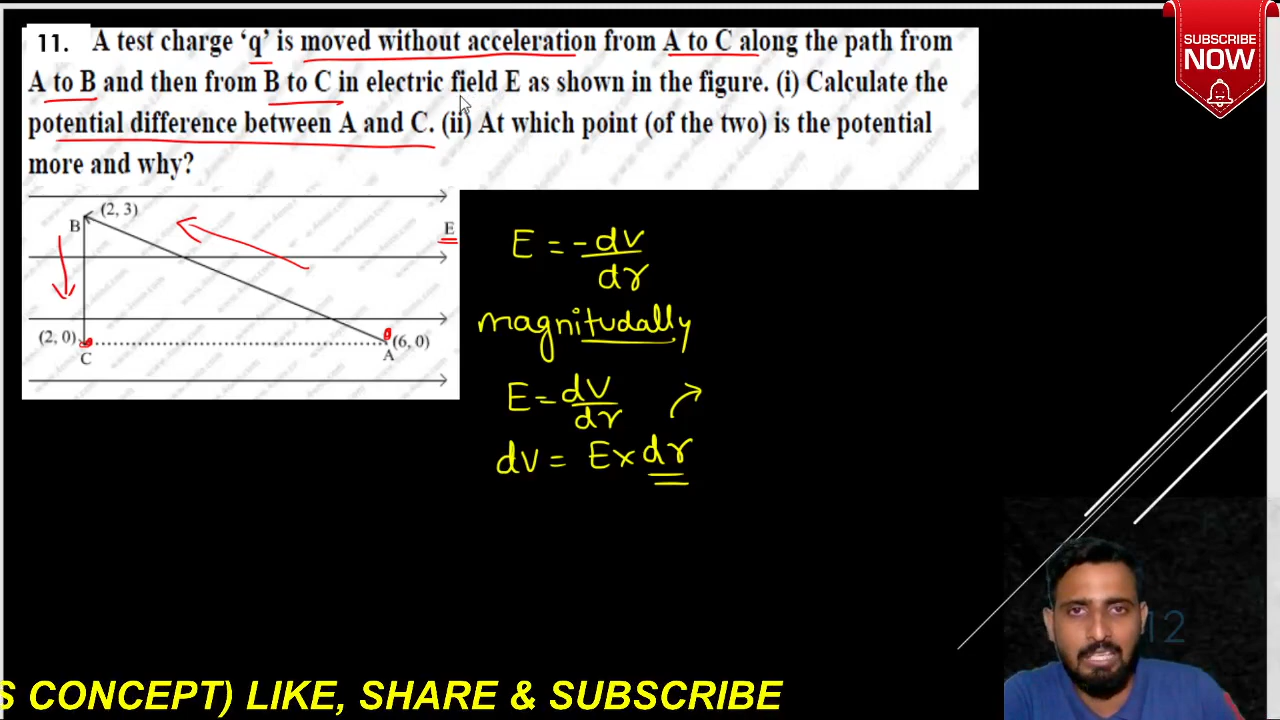 SUBSCRIBE
NOW
11. A test charge ‘q’ is moved without acceleration from A to C along the path from
A to B and then from B to C in electric field E as shown in the figure. (i) Calculate the
potential difference between A and C. (ii) At which point (of the two) is the potential
more and why?
B (2, 3)
E
(2, 0)
C
(6, 0)
A
E = - dv/dr
magnitudally
E = dV/dr
dv = E × dr
12
S CONCEPT) LIKE, SHARE & SUBSCRIBE